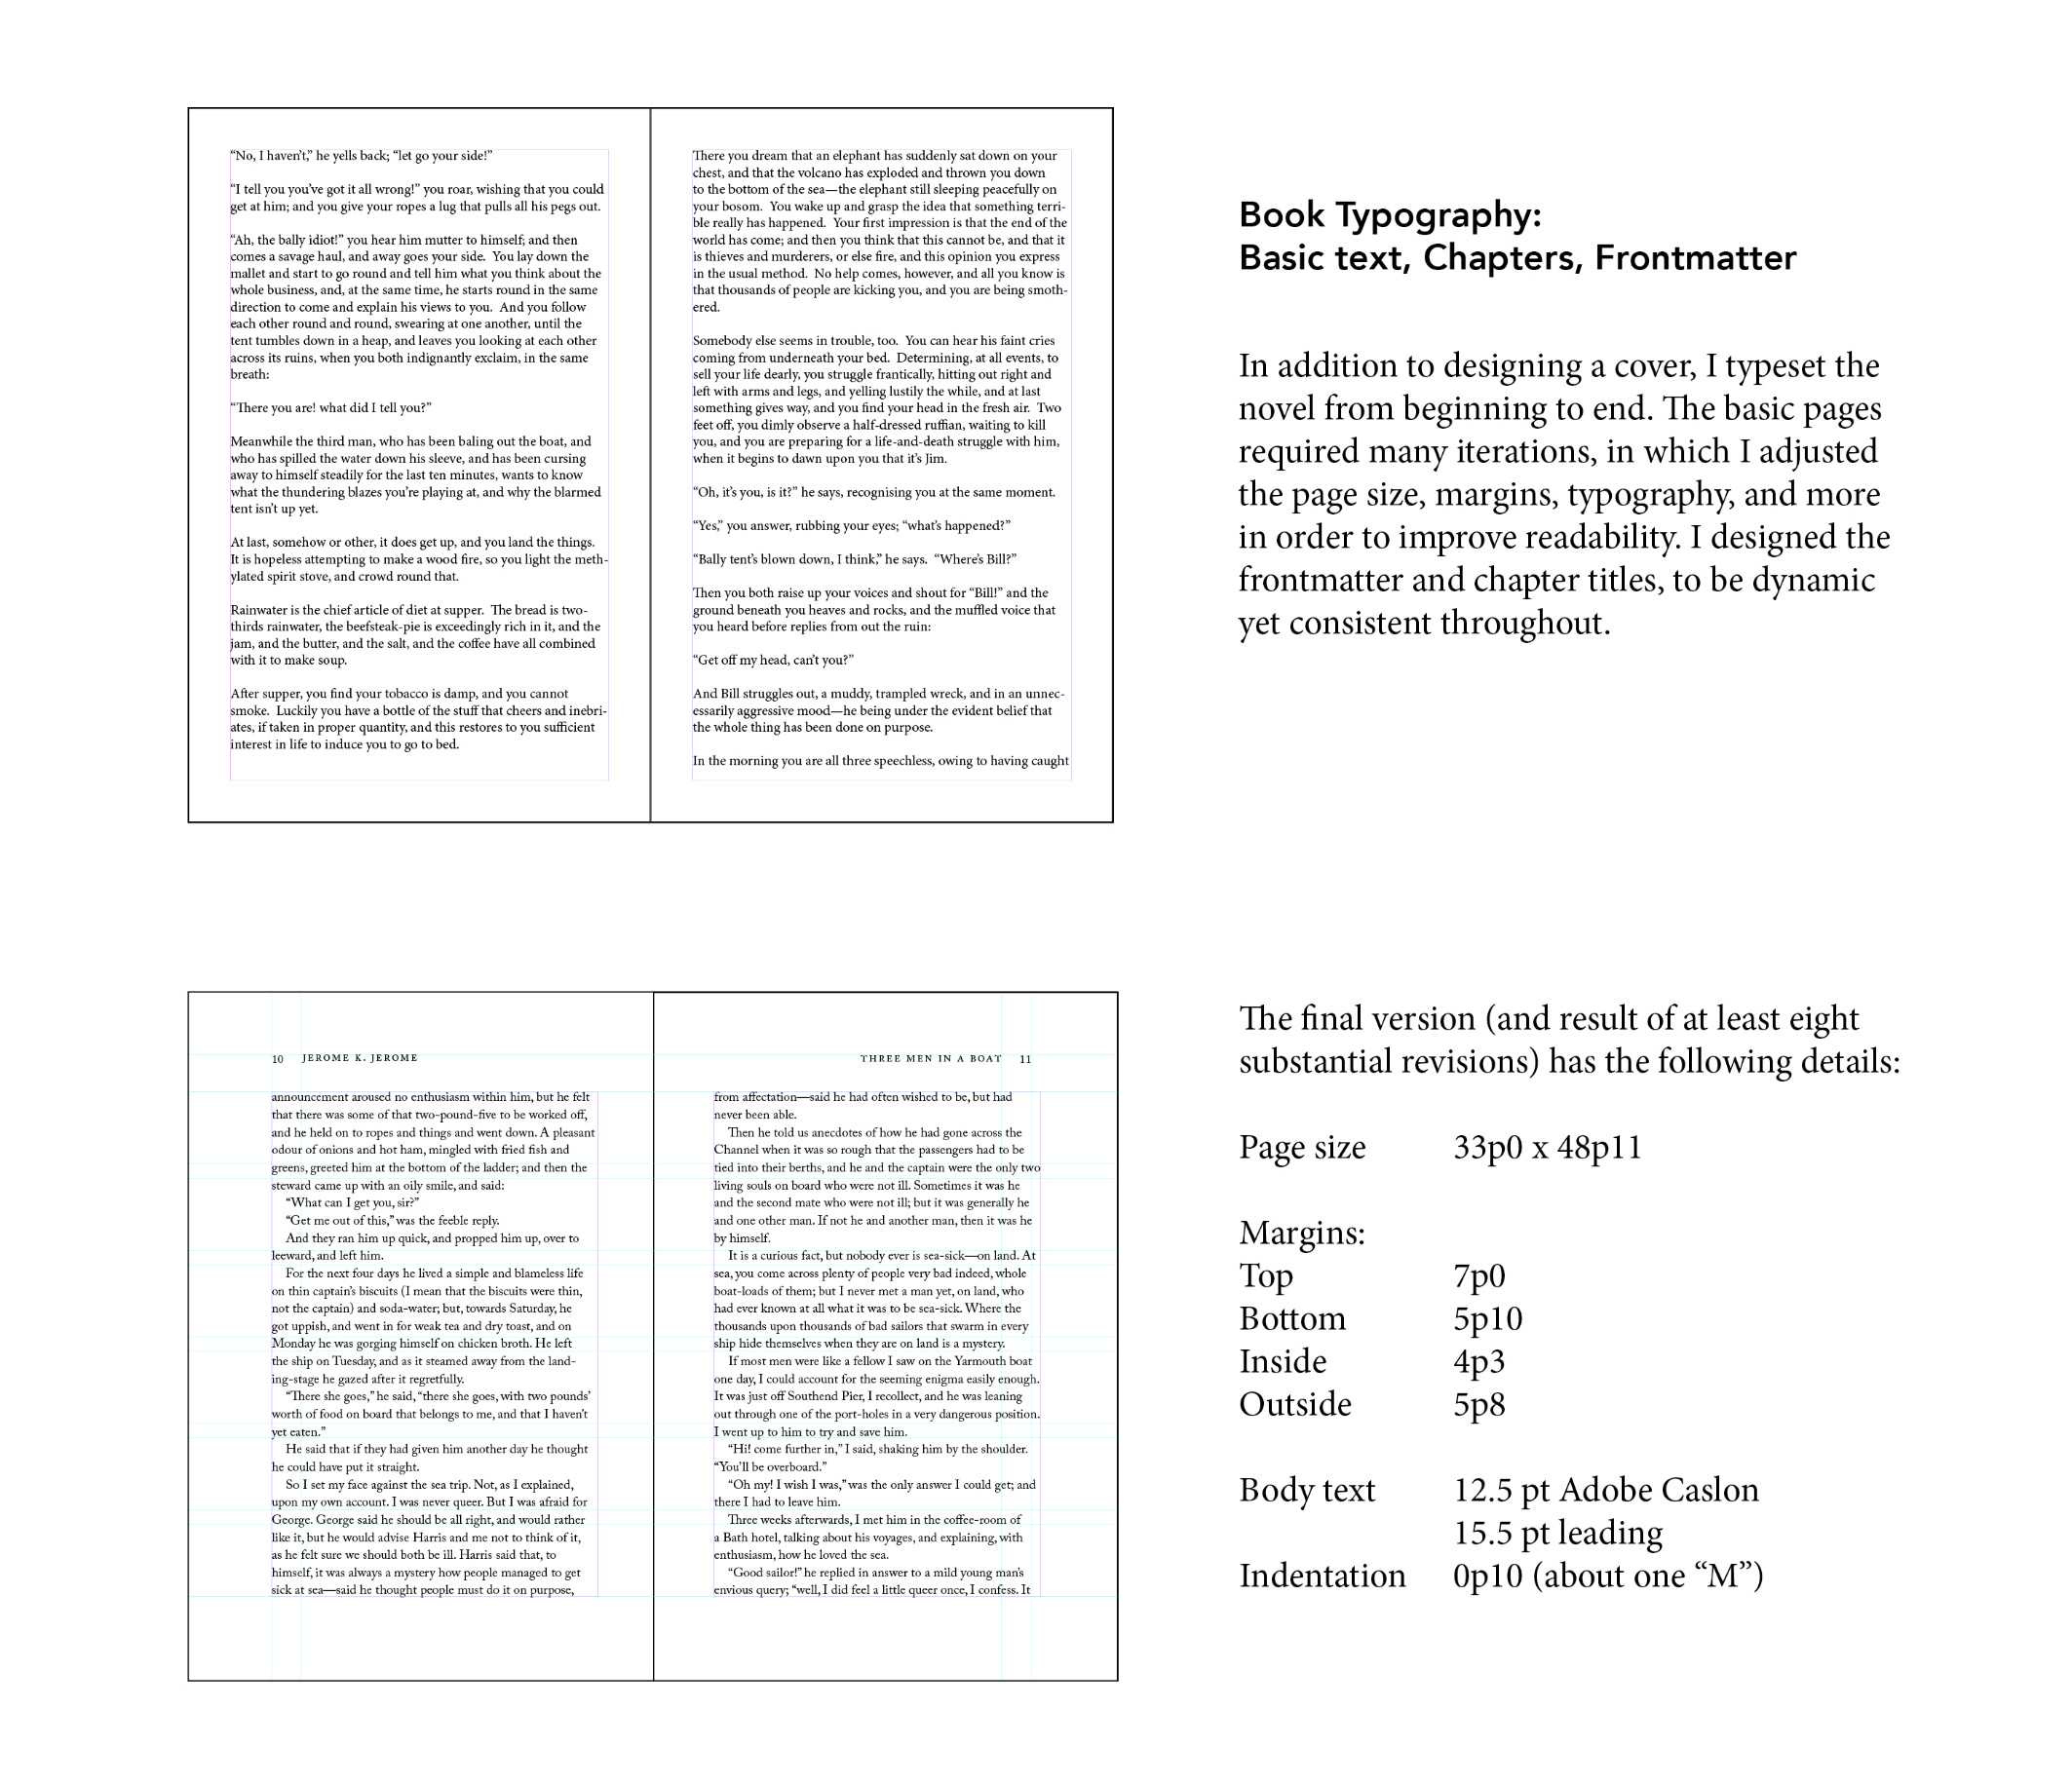 “No, I haven’t,” he yells back; “let go your side!”
“I tell you you’ve got it all wrong!” you roar, wishing that you could
get at him; and you give your ropes a lug that pulls all his pegs out.
“Ah, the bally idiot!” you hear him mutter to himself; and then
comes a savage haul, and away goes your side.  You lay down the
mallet and start to go round and tell him what you think about the
whole business, and, at the same time, he starts round in the same
direction to come and explain his views to you.  And you follow
each other round and round, swearing at one another, until the
tent tumbles down in a heap, and leaves you looking at each other
across its ruins, when you both indignantly exclaim, in the same
breath:
“There you are! what did I tell you?”
Meanwhile the third man, who has been baling out the boat, and
who has spilled the water down his sleeve, and has been cursing
away to himself steadily for the last ten minutes, wants to know
what the thundering blazes you’re playing at, and why the blarmed
tent isn’t up yet.
At last, somehow or other, it does get up, and you land the things.
It is hopeless attempting to make a wood fire, so you light the meth-
ylated spirit stove, and crowd round that.
Rainwater is the chief article of diet at supper.  The bread is two-
thirds rainwater, the beefsteak-pie is exceedingly rich in it, and the
jam, and the butter, and the salt, and the coffee have all combined
with it to make soup.
After supper, you find your tobacco is damp, and you cannot
smoke.  Luckily you have a bottle of the stuff that cheers and inebri-
ates, if taken in proper quantity, and this restores to you sufficient
interest in life to induce you to go to bed.
There you dream that an elephant has suddenly sat down on your
chest, and that the volcano has exploded and thrown you down
to the bottom of the sea—the elephant still sleeping peacefully on
your bosom.  You wake up and grasp the idea that something terri-
ble really has happened.  Your first impression is that the end of the
world has come; and then you think that this cannot be, and that it
is thieves and murderers, or else fire, and this opinion you express
in the usual method.  No help comes, however, and all you know is
that thousands of people are kicking you, and you are being smoth-
ered.
Somebody else seems in trouble, too.  You can hear his faint cries
coming from underneath your bed.  Determining, at all events, to
sell your life dearly, you struggle frantically, hitting out right and
left with arms and legs, and yelling lustily the while, and at last
something gives way, and you find your head in the fresh air.  Two
feet off, you dimly observe a half-dressed ruffian, waiting to kill
you, and you are preparing for a life-and-death struggle with him,
when it begins to dawn upon you that it’s Jim.
“Oh, it’s you, is it?” he says, recognising you at the same moment.
“Yes,” you answer, rubbing your eyes; “what’s happened?”
“Bally tent’s blown down, I think,” he says.  “Where’s Bill?”
Then you both raise up your voices and shout for “Bill!” and the
ground beneath you heaves and rocks, and the muffled voice that
you heard before replies from out the ruin:
“Get off my head, can’t you?”
And Bill struggles out, a muddy, trampled wreck, and in an unnec-
essarily aggressive mood—he being under the evident belief that
the whole thing has been done on purpose.
In the morning you are all three speechless, owing to having caught
Book Typography:
Basic text, Chapters, Frontmatter
In addition to designing a cover, I typeset the
novel from beginning to end. The basic pages
required many iterations, in which I adjusted
the page size, margins, typography, and more
in order to improve readability. I designed the
frontmatter and chapter titles, to be dynamic
yet consistent throughout.
10 JEROME K. JEROME
announcement aroused no enthusiasm within him, but he felt
that there was some of that two-pound-five to be worked off,
and he held on to ropes and things and went down. A pleasant
odour of onions and hot ham, mingled with fried fish and
greens, greeted him at the bottom of the ladder; and then the
steward came up with an oily smile, and said:
“What can I get you, sir?”
“Get me out of this,” was the feeble reply.
And they ran him up quick, and propped him up, over to
leeward, and left him.
For the next four days he lived a simple and blameless life
on thin captain’s biscuits (I mean that the biscuits were thin,
not the captain) and soda-water; but, towards Saturday, he
got uppish, and went in for weak tea and dry toast, and on
Monday he was gorging himself on chicken broth. He left
the ship on Tuesday, and as it steamed away from the land-
ing-stage he gazed after it regretfully.
“There she goes,” he said, “there she goes, with two pounds’
worth of food on board that belongs to me, and that I haven’t
yet eaten.”
He said that if they had given him another day he thought
he could have put it straight.
So I set my face against the sea trip. Not, as I explained,
upon my own account. I was never queer. But I was afraid for
George. George said he should be all right, and would rather
like it, but he would advise Harris and me not to think of it,
as he felt sure we should both be ill. Harris said that, to
himself, it was always a mystery how people managed to get
sick at sea—said he thought people must do it on purpose,
THREE MEN IN A BOAT 11
from affectation—said he had often wished to be, but had
never been able.
Then he told us anecdotes of how he had gone across the
Channel when it was so rough that the passengers had to be
tied into their berths, and he and the captain were the only two
living souls on board who were not ill. Sometimes it was he
and the second mate who were not ill; but it was generally he
and one other man. If not he and another man, then it was he
by himself.
It is a curious fact, but nobody ever is sea-sick—on land. At
sea, you come across plenty of people very bad indeed, whole
boat-loads of them; but I never met a man yet, on land, who
had ever known at all what it was to be sea-sick. Where the
thousands upon thousands of bad sailors that swarm in every
ship hide themselves when they are on land is a mystery.
If most men were like a fellow I saw on the Yarmouth boat
one day, I could account for the seeming enigma easily enough.
It was just off Southend Pier, I recollect, and he was leaning
out through one of the port-holes in a very dangerous position.
I went up to him to try and save him.
“Hi! come further in,” I said, shaking him by the shoulder.
“You’ll be overboard.”
“Oh my! I wish I was,” was the only answer I could get; and
there I had to leave him.
Three weeks afterwards, I met him in the coffee-room of
a Bath hotel, talking about his voyages, and explaining, with
enthusiasm, how he loved the sea.
“Good sailor!” he replied in answer to a mild young man’s
envious query; “well, I did feel a little queer once, I confess. It
The final version (and result of at least eight
substantial revisions) has the following details:
Page size 33p0 x 48p11
Margins:
Top 7p0
Bottom 5p10
Inside 4p3
Outside 5p8
Body text 12.5 pt Adobe Caslon
15.5 pt leading
Indentation 0p10 (about one “M”)